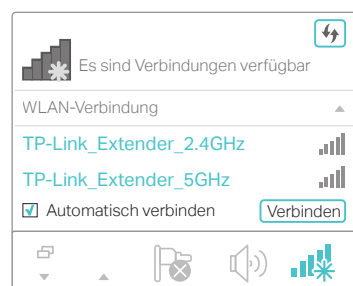 Es sind Verbindungen verfügbar
WLAN-Verbindung
TP-Link_Extender_2.4GHz
TP-Link_Extender_5GHz
Automatisch verbinden
Verbinden